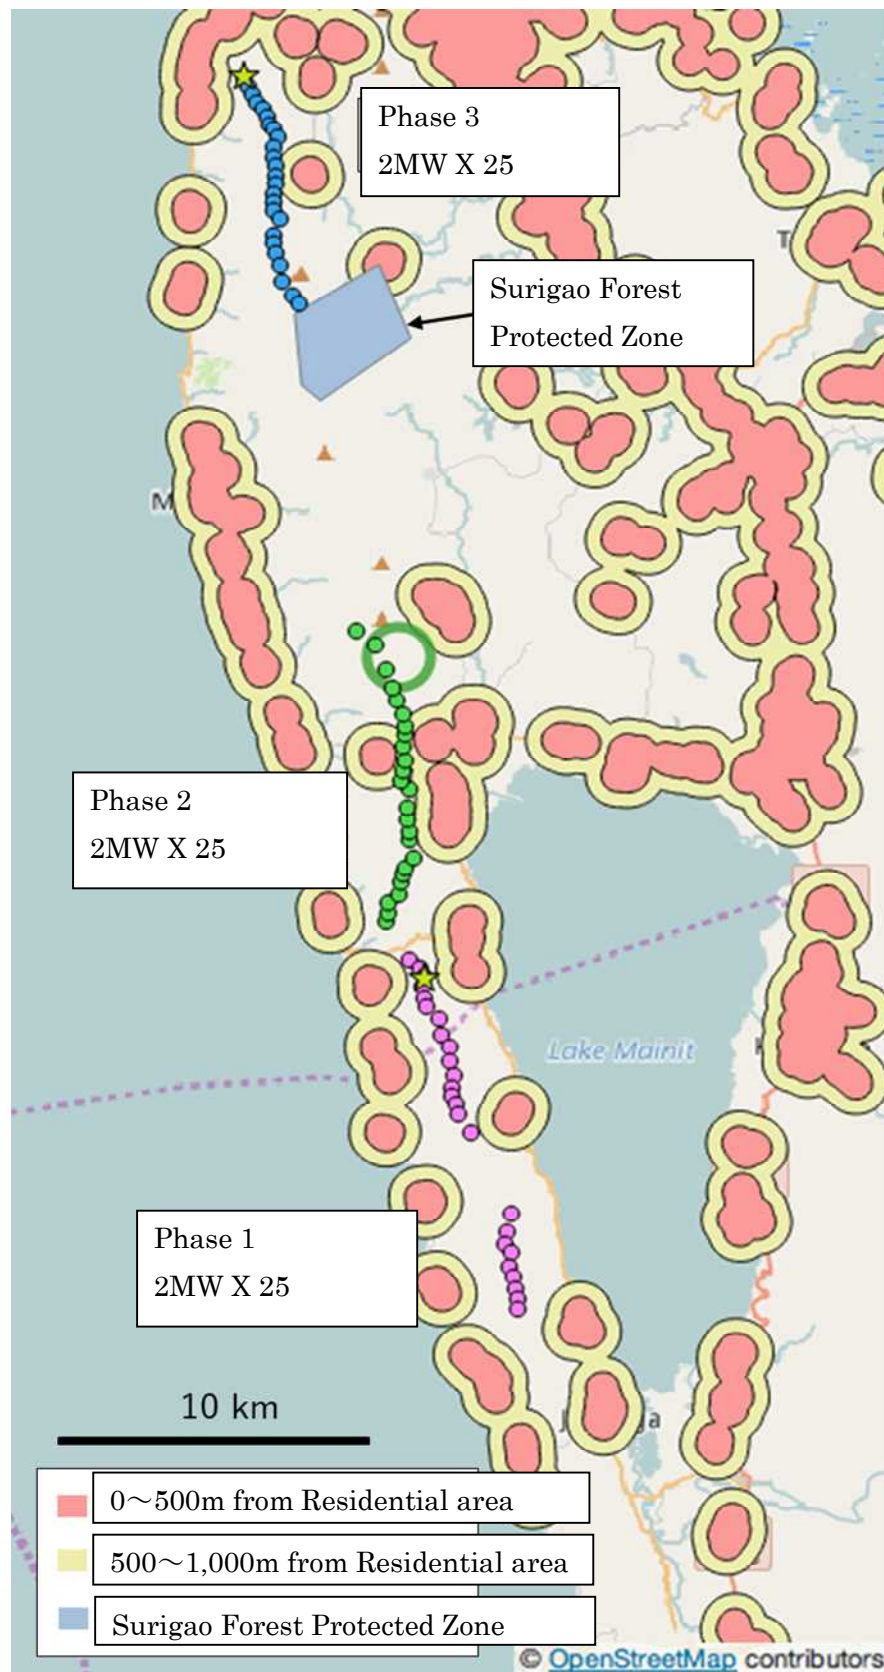 Phase 3
2MW X 25
T
Surigao Forest
Protected Zone
M
Phase 2
2MW X 25
Lake Mainit
K
Phase 1
2MW X 25
10 km
J
ja
0～500m from Residential area
500～1,000m from Residential area
Surigao Forest Protected Zone
© OpenStreetMap contributors